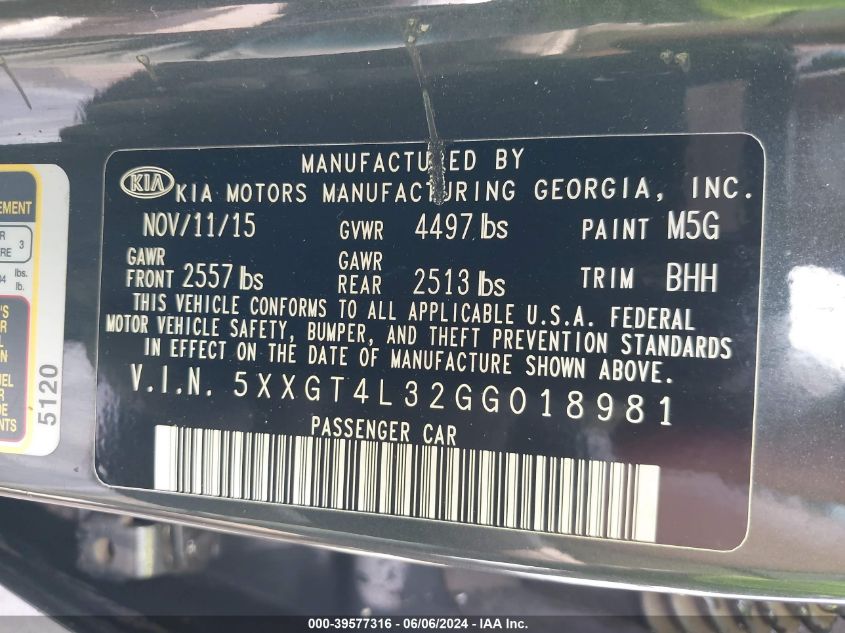 MANUFACTURED BY
KIA KIA MOTORS MANUFACTURING GEORGIA, INC.
NOV/11/15 GVWR 4497 lbs PAINT M5G
GAWR FRONT 2557 lbs GAWR REAR 2513 lbs TRIM BHH
THIS VEHICLE CONFORMS TO ALL APPLICABLE U.S.A. FEDERAL
MOTOR VEHICLE SAFETY, BUMPER, AND THEFT PREVENTION STANDARDS
IN EFFECT ON THE DATE OF MANUFACTURE SHOWN ABOVE.
V.I.N. 5XXGT4L32GG018981
PASSENGER CAR
3
lbs.
lb.
5120
000-39577316 - 06/06/2024 - IAA Inc.